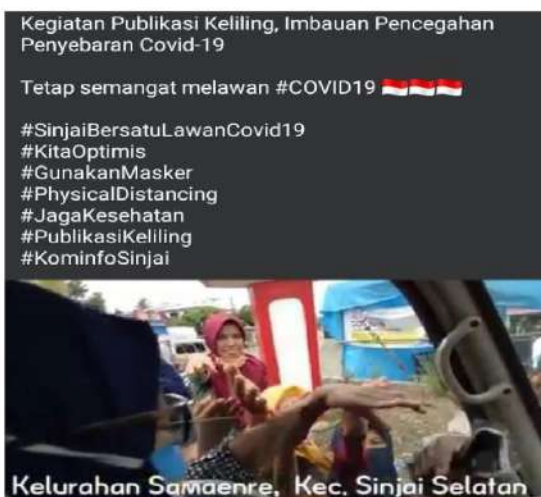 Kegiatan Publikasi Keliling, Imbauan Pencegahan
Penyebaran Covid-19
Tetap semangat melawan #COVID19 🇮🇩🇮🇩🇮🇩
#SinjaiBersatuLawanCovid19
#KitaOptimis
#GunakanMasker
#PhysicalDistancing
#JagaKesehatan
#PublikasiKeliling
#KominfoSinjai
Kelurahan Samaenre, Kec. Sinjai Selatan